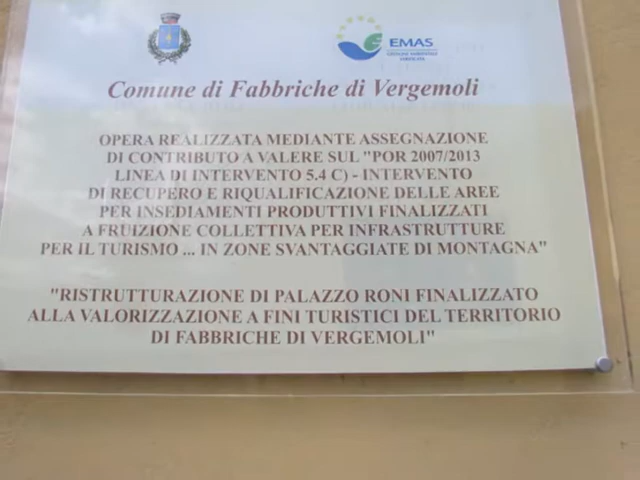 EMAS
Comune di Fabbriche di Vergemoli
OPERA REALIZZATA MEDIANTE ASSEGNAZIONE
DI CONTRIBUTO A VALERE SUL "POR 2007/2013
LINEA DI INTERVENTO 5.4 C) - INTERVENTO
DI RECUPERO E RIQUALIFICAZIONE DELLE AREE
PER INSEDIAMENTI PRODUTTIVI FINALIZZATI
A FRUIZIONE COLLETTIVA PER INFRASTRUTTURE
PER IL TURISMO ... IN ZONE SVANTAGGIATE DI MONTAGNA"
"RISTRUTTURAZIONE DI PALAZZO RONI FINALIZZATO
ALLA VALORIZZAZIONE A FINI TURISTICI DEL TERRITORIO
DI FABBRICHE DI VERGEMOLI"